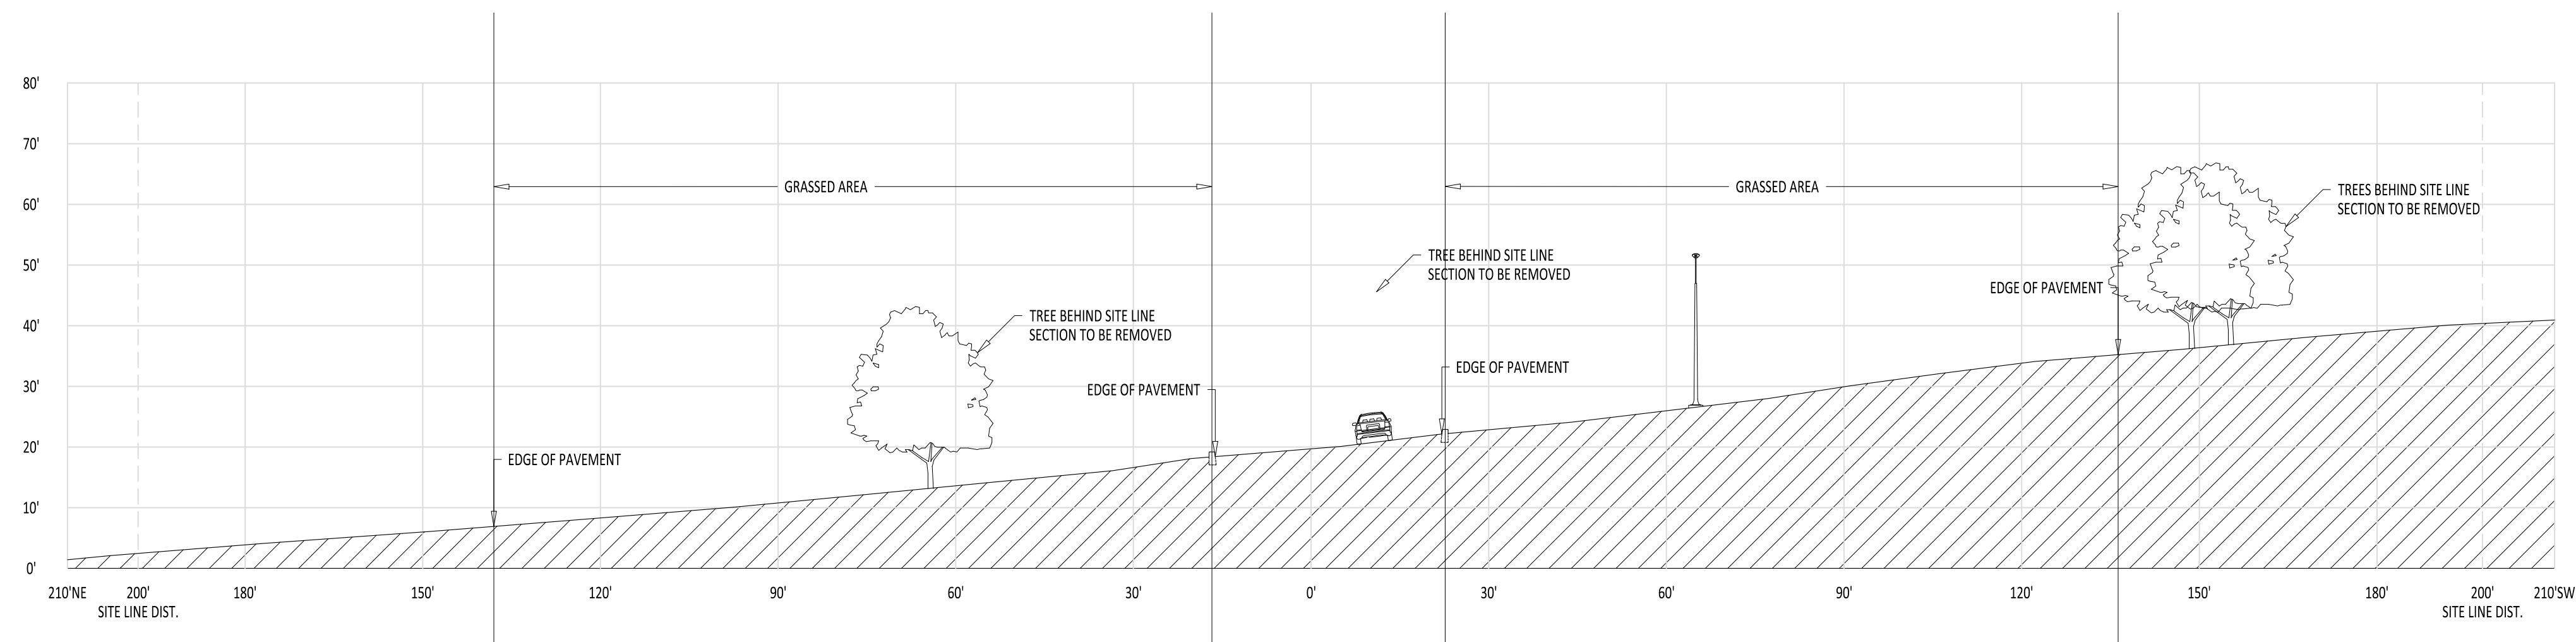 80'
70'
60'
50'
40'
30'
20'
10'
0'
GRASSED AREA
GRASSED AREA
TREES BEHIND SITE LINE
SECTION TO BE REMOVED
TREE BEHIND SITE LINE
SECTION TO BE REMOVED
EDGE OF PAVEMENT
TREE BEHIND SITE LINE
SECTION TO BE REMOVED
EDGE OF PAVEMENT
EDGE OF PAVEMENT
EDGE OF PAVEMENT
210'NE 200' 180' 150' 120' 90' 60' 30' 0' 30' 60' 90' 120' 150' 180' 200' 210'SW
SITE LINE DIST.
SITE LINE DIST.